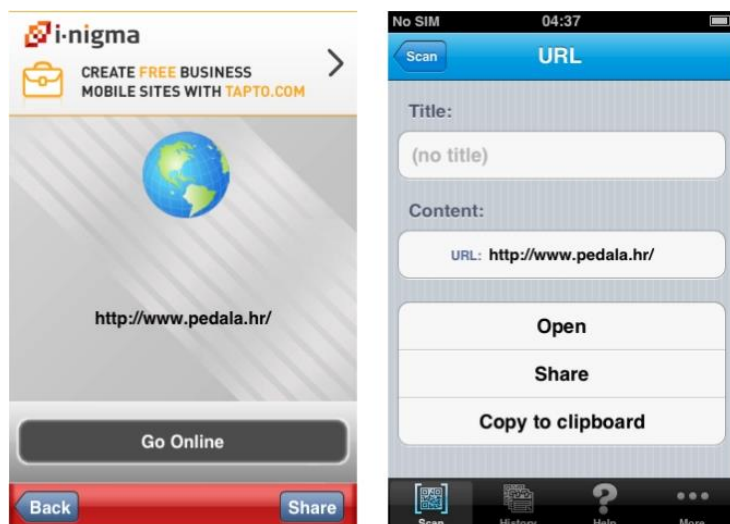 i-nigma
CREATE FREE BUSINESS
MOBILE SITES WITH TAPTO.COM
http://www.pedala.hr/
Go Online
Back
Share
No SIM
04:37
Scan
URL
Title:
(no title)
Content:
URL: http://www.pedala.hr/
Open
Share
Copy to clipboard
Scan
History
Help
More